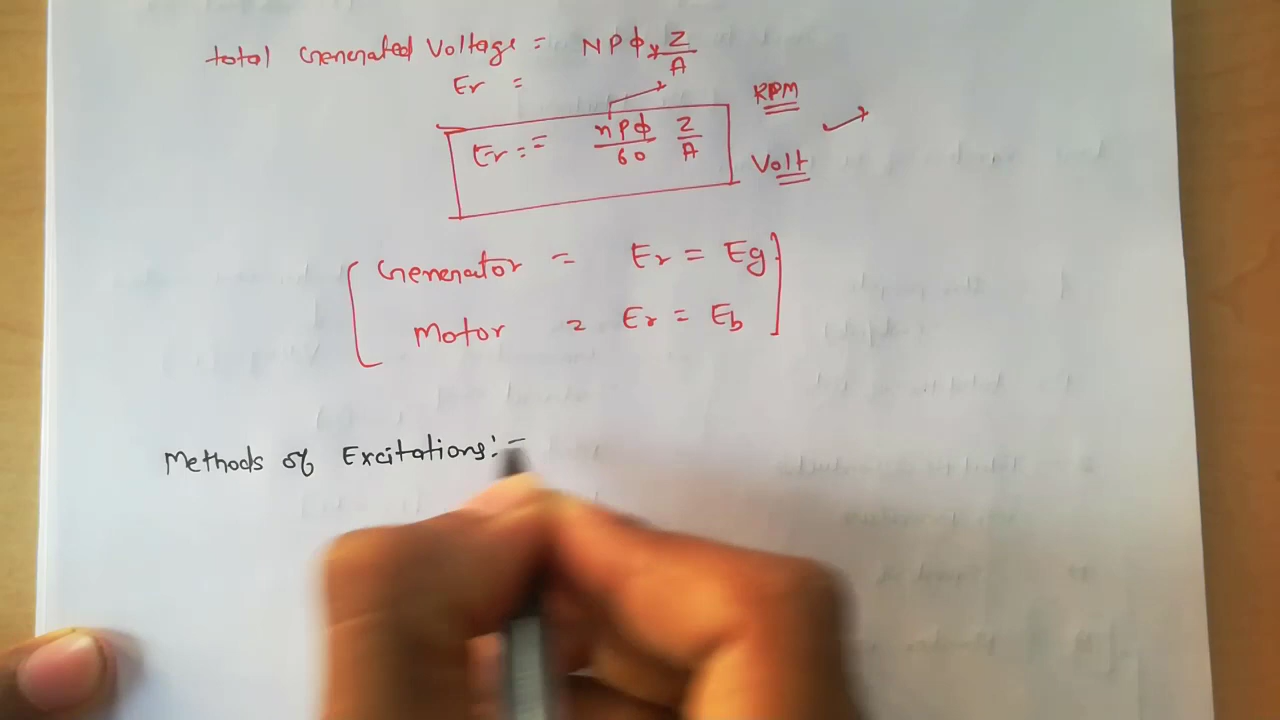 total Generated Voltage = NPΦ × Z/A
Er =
RPM
Er := nPΦ/60 Z/A
Volt
Generator = Er = Eg
Motor = Er = Eb
Methods of Excitations:-